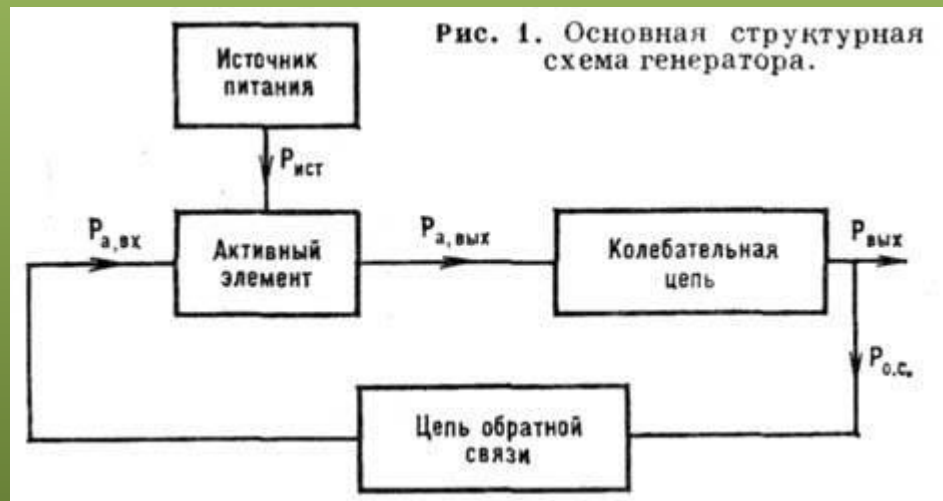 Рис. 1. Основная структурная
схема генератора.
Источник
питания
Pист
Pа,вх
Активный
элемент
Pа,вых
Колебательная
цепь
Pвых
Pо.с.
Цепь обратной
связи